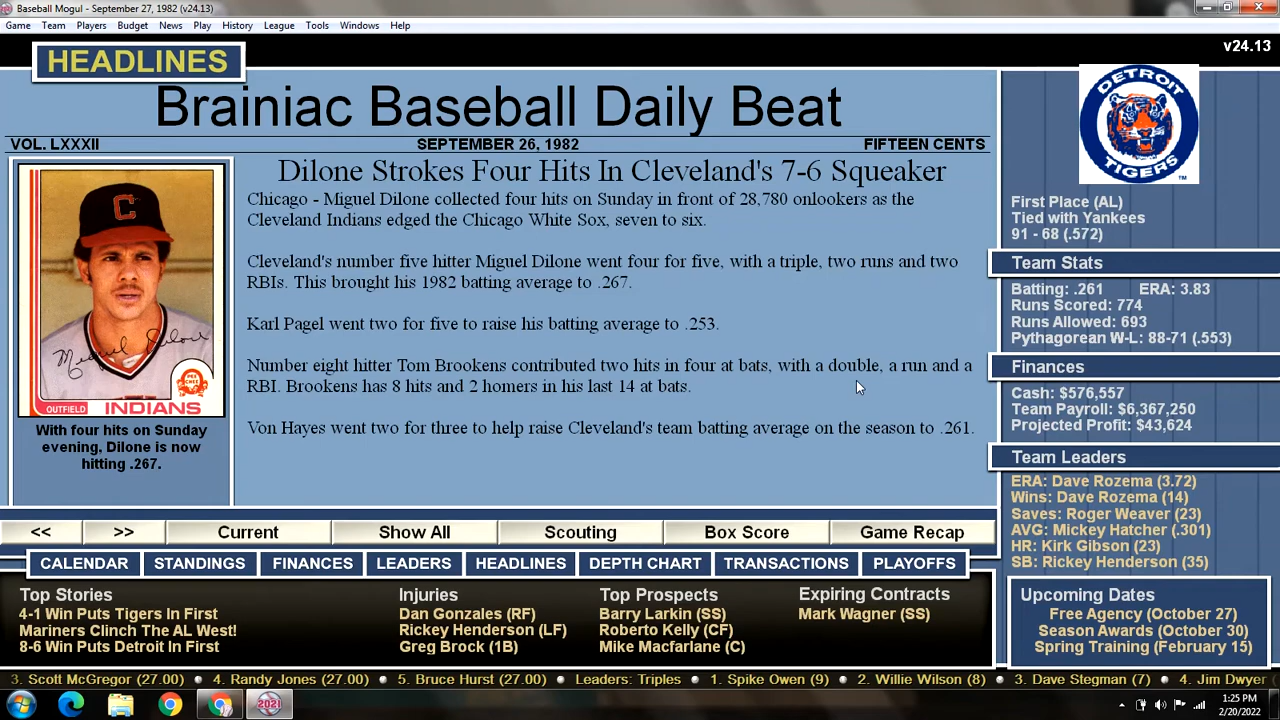 Baseball Mogul - September 27, 1982 (v24.13)
Game Team Players Budget News Play History League Tools Windows Help
HEADLINES
v24.13
Brainiac Baseball Daily Beat
VOL. LXXXII SEPTEMBER 26, 1982 FIFTEEN CENTS
Dilone Strokes Four Hits In Cleveland's 7-6 Squeaker
Chicago - Miguel Dilone collected four hits on Sunday in front of 28,780 onlookers as the
Cleveland Indians edged the Chicago White Sox, seven to six.
Cleveland's number five hitter Miguel Dilone went four for five, with a triple, two runs and two
RBIs. This brought his 1982 batting average to .267.
Karl Pagel went two for five to raise his batting average to .253.
Number eight hitter Tom Brookens contributed two hits in four at bats, with a double, a run and a
RBI. Brookens has 8 hits and 2 homers in his last 14 at bats.
Von Hayes went two for three to help raise Cleveland's team batting average on the season to .261.
C
Miguel Dilone
O-PEE-CHEE
OUTFIELD INDIANS
With four hits on Sunday
evening, Dilone is now
hitting .267.
DETROIT
TIGERS
TM
First Place (AL)
Tied with Yankees
91 - 68 (.572)
Team Stats
Batting: .261 ERA: 3.83
Runs Scored: 774
Runs Allowed: 693
Pythagorean W-L: 88-71 (.553)
Finances
Cash: $576,557
Team Payroll: $6,367,250
Projected Profit: $43,624
Team Leaders
ERA: Dave Rozema (3.72)
Wins: Dave Rozema (14)
Saves: Roger Weaver (23)
AVG: Mickey Hatcher (.301)
HR: Kirk Gibson (23)
SB: Rickey Henderson (35)
<< >> Current Show All Scouting Box Score Game Recap
CALENDAR STANDINGS FINANCES LEADERS HEADLINES DEPTH CHART TRANSACTIONS PLAYOFFS
Top Stories
4-1 Win Puts Tigers In First
Mariners Clinch The AL West!
8-6 Win Puts Detroit In First
Injuries
Dan Gonzales (RF)
Rickey Henderson (LF)
Greg Brock (1B)
Top Prospects
Barry Larkin (SS)
Roberto Kelly (CF)
Mike Macfarlane (C)
Expiring Contracts
Mark Wagner (SS)
Upcoming Dates
Free Agency (October 27)
Season Awards (October 30)
Spring Training (February 15)
3. Scott McGregor (27.00) 4. Randy Jones (27.00) 5. Bruce Hurst (27.00) Leaders: Triples 1. Spike Owen (9) 2. Willie Wilson (8) 3. Dave Stegman (7) 4. Jim Dwyer
2021
1:25 PM
2/20/2022